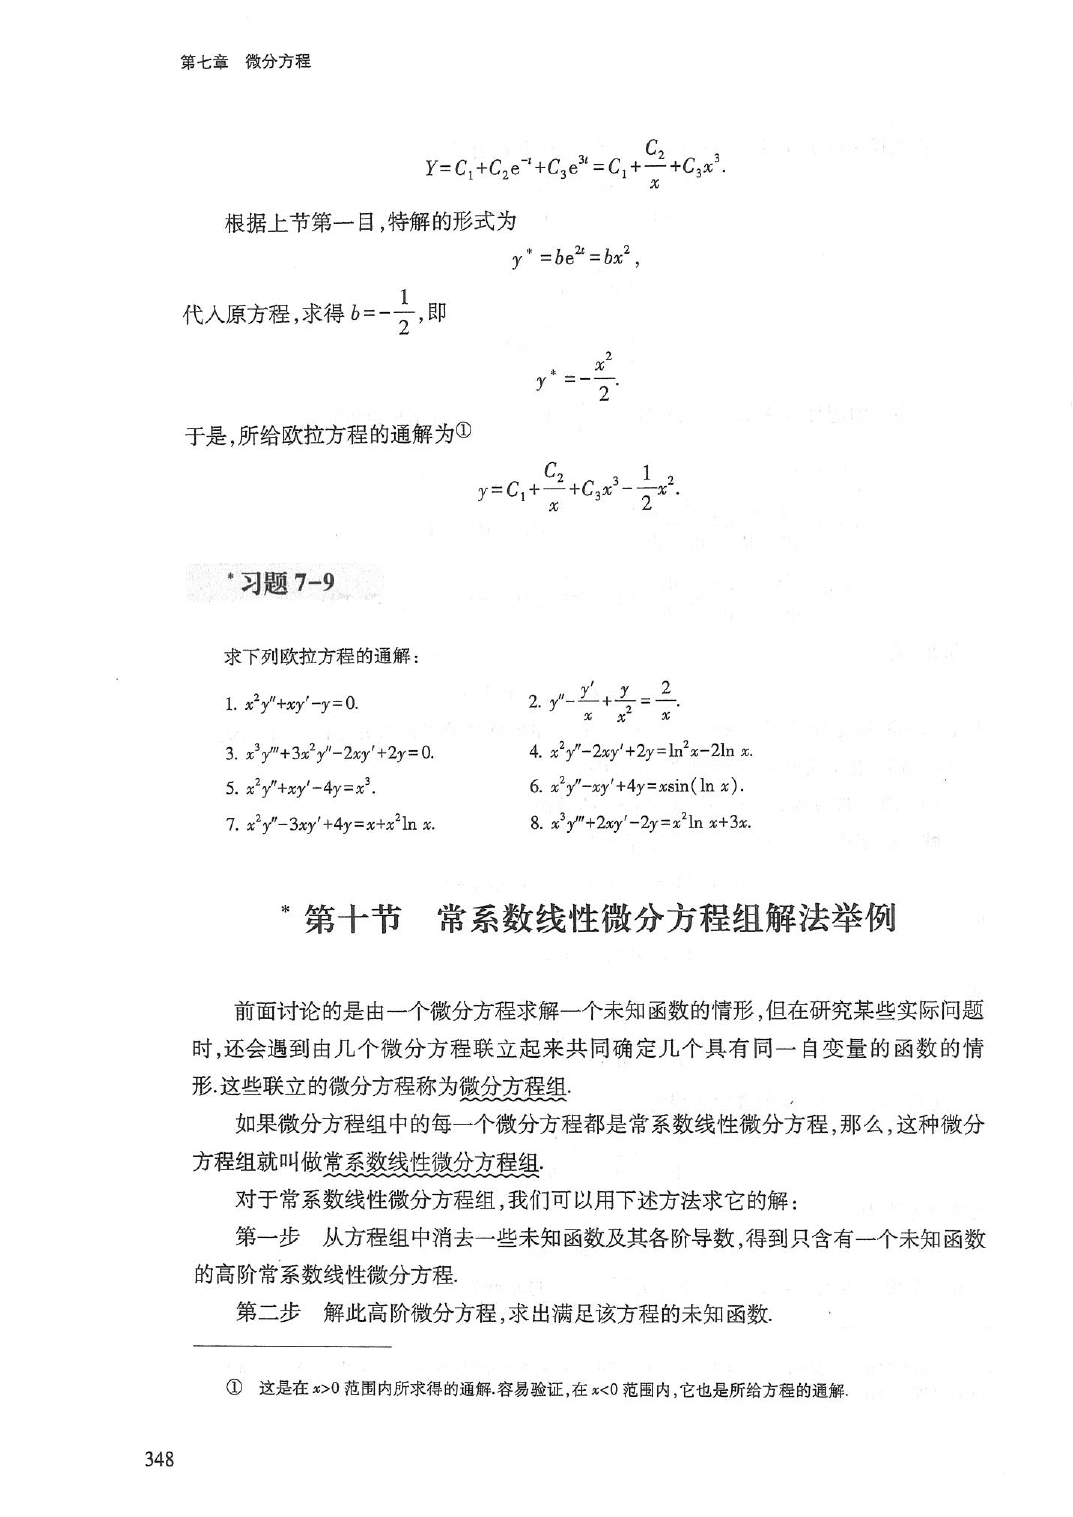 第七章 微分方程
Y=C₁+C₂e⁻ᵗ+C₃e³ᵗ=C₁+C₂/x+C₃x³.
根据上节第一目,特解的形式为
y*=be²ᵗ=bx²,
代入原方程,求得 b=-1/2,即
y*=-x²/2.
于是,所给欧拉方程的通解为①
y=C₁+C₂/x+C₃x³-1/2x².
*习题 7-9
求下列欧拉方程的通解:
1. x²y″+xy′-y=0. 2. y″-y′/x+y/x²=2/x.
3. x³y‴+3x²y″-2xy′+2y=0. 4. x²y″-2xy′+2y=ln²x-2ln x.
5. x²y″+xy′-4y=x³. 6. x²y″-xy′+4y=xsin(ln x).
7. x²y″-3xy′+4y=x+x²ln x. 8. x³y‴+2xy′-2y=x²ln x+3x.
*第十节 常系数线性微分方程组解法举例
前面讨论的是由一个微分方程求解一个未知函数的情形,但在研究某些实际问题
时,还会遇到由几个微分方程联立起来共同确定几个具有同一自变量的函数的情
形.这些联立的微分方程称为微分方程组.
如果微分方程组中的每一个微分方程都是常系数线性微分方程,那么,这种微分
方程组就叫做常系数线性微分方程组.
对于常系数线性微分方程组,我们可以用下述方法求它的解:
第一步 从方程组中消去一些未知函数及其各阶导数,得到只含有一个未知函数
的高阶常系数线性微分方程.
第二步 解此高阶微分方程,求出满足该方程的未知函数.
① 这是在 x>0 范围内所求得的通解.容易验证,在 x<0 范围内,它也是所给方程的通解.
348